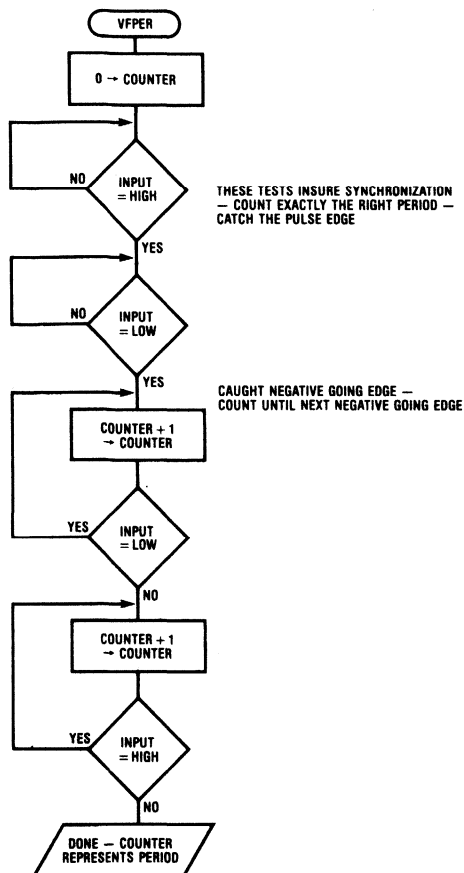 VFPER
0 → COUNTER
NO
INPUT
= HIGH
THESE TESTS INSURE SYNCHRONIZATION
— COUNT EXACTLY THE RIGHT PERIOD —
CATCH THE PULSE EDGE
YES
NO
INPUT
= LOW
YES
CAUGHT NEGATIVE GOING EDGE —
COUNT UNTIL NEXT NEGATIVE GOING EDGE
COUNTER + 1
→ COUNTER
YES
INPUT
= LOW
NO
COUNTER + 1
→ COUNTER
YES
INPUT
= HIGH
NO
DONE — COUNTER
REPRESENTS PERIOD